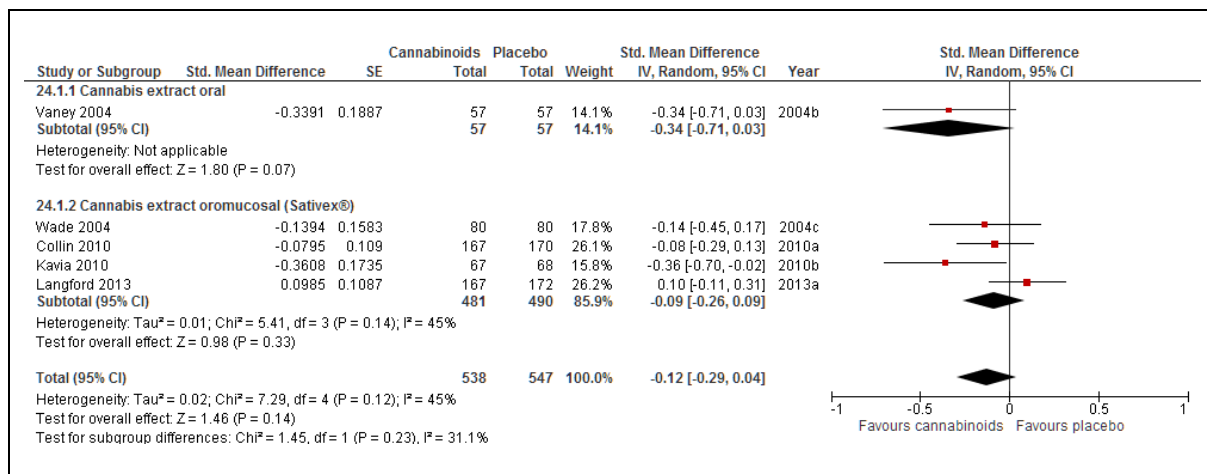 Cannabinoids Placebo Std. Mean Difference Std. Mean Difference
Study or Subgroup Std. Mean Difference SE Total Total Weight IV, Random, 95% CI Year IV, Random, 95% CI
24.1.1 Cannabis extract oral
Vaney 2004 -0.3391 0.1887 57 57 14.1% -0.34 [-0.71, 0.03] 2004b
Subtotal (95% CI) 57 57 14.1% -0.34 [-0.71, 0.03]
Heterogeneity: Not applicable
Test for overall effect: Z = 1.80 (P = 0.07)
24.1.2 Cannabis extract oromucosal (Sativex®)
Wade 2004 -0.1394 0.1583 80 80 17.8% -0.14 [-0.45, 0.17] 2004c
Collin 2010 -0.0795 0.109 167 170 26.1% -0.08 [-0.29, 0.13] 2010a
Kavia 2010 -0.3608 0.1735 67 68 15.8% -0.36 [-0.70, -0.02] 2010b
Langford 2013 0.0985 0.1087 167 172 26.2% 0.10 [-0.11, 0.31] 2013a
Subtotal (95% CI) 481 490 85.9% -0.09 [-0.26, 0.09]
Heterogeneity: Tau² = 0.01; Chi² = 5.41, df = 3 (P = 0.14); I² = 45%
Test for overall effect: Z = 0.98 (P = 0.33)
Total (95% CI) 538 547 100.0% -0.12 [-0.29, 0.04]
Heterogeneity: Tau² = 0.02; Chi² = 7.29, df = 4 (P = 0.12); I² = 45%
Test for overall effect: Z = 1.46 (P = 0.14)
Test for subgroup differences: Chi² = 1.45, df = 1 (P = 0.23), I² = 31.1%
-1 -0.5 0 0.5 1
Favours cannabinoids Favours placebo